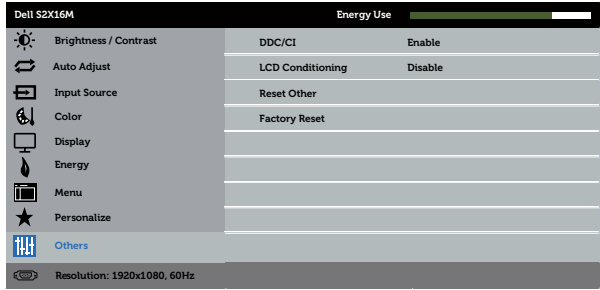 Dell S2X16M Energy Use
Brightness / Contrast DDC/CI Enable
Auto Adjust LCD Conditioning Disable
Input Source Reset Other
Color Factory Reset
Display
Energy
Menu
Personalize
Others
Resolution: 1920x1080, 60Hz